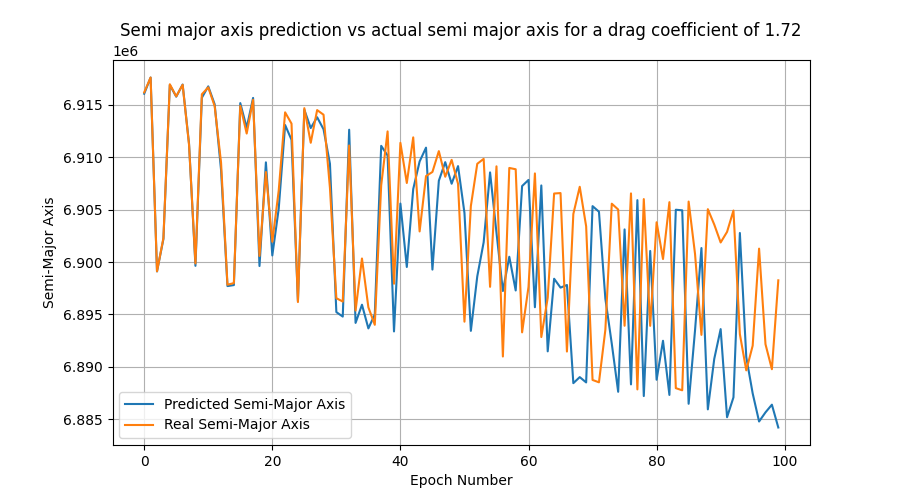 Semi major axis prediction vs actual semi major axis for a drag coefficient of 1.72
1e6
6.915
6.910
6.905
6.900
6.895
6.890
6.885
Semi-Major Axis
Predicted Semi-Major Axis
Real Semi-Major Axis
0 20 40 60 80 100
Epoch Number